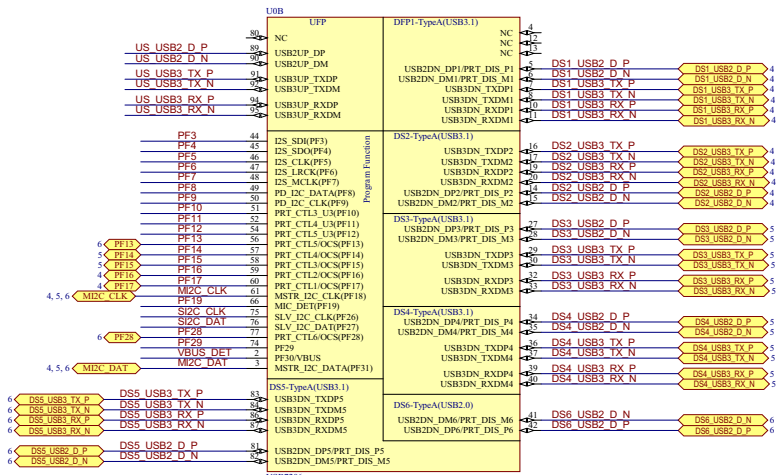 U0B
UFP
DFP1-TypeA(USB3.1)
80 NC
NC 4
NC 2
NC 3
US_USB2_D_P 89 USB2UP_DP
US_USB2_D_N 90 USB2UP_DM
US_USB3_TX_P 91 USB3UP_TXDP
US_USB3_TX_N 92 USB3UP_TXDM
US_USB3_RX_P 94 USB3UP_RXDP
US_USB3_RX_N 95 USB3UP_RXDM
USB2DN_DP1/PRT_DIS_P1 5 DS1_USB2_D_P DS1_USB2_D_P 4
USB2DN_DM1/PRT_DIS_M1 6 DS1_USB2_D_N DS1_USB2_D_N 4
USB3DN_TXDP1 7 DS1_USB3_TX_P DS1_USB3_TX_P 4
USB3DN_TXDM1 8 DS1_USB3_TX_N DS1_USB3_TX_N 4
USB3DN_RXDP1 10 DS1_USB3_RX_P DS1_USB3_RX_P 4
USB3DN_RXDM1 11 DS1_USB3_RX_N DS1_USB3_RX_N 4
Program Function
PF3 44 I2S_SDI(PF3)
PF4 45 I2S_SDO(PF4)
PF5 46 I2S_CLK(PF5)
PF6 47 I2S_LRCK(PF6)
PF7 48 I2S_MCLK(PF7)
PF8 49 PD_I2C_DATA(PF8)
PF9 50 PD_I2C_CLK(PF9)
PF10 51 PRT_CTL3_U3(PF10)
PF11 52 PRT_CTL4_U3(PF11)
PF12 54 PRT_CTL5_U3(PF12)
6 PF13 PF13 56 PRT_CTL5/OCS(PF13)
5 PF14 PF14 57 PRT_CTL4/OCS(PF14)
5 PF15 PF15 58 PRT_CTL3/OCS(PF15)
4 PF16 PF16 59 PRT_CTL2/OCS(PF16)
4 PF17 PF17 60 PRT_CTL1/OCS(PF17)
4, 5, 6 MI2C_CLK MI2C_CLK 61 MSTR_I2C_CLK(PF18)
PF19 66 MIC_DET(PF19)
SI2C_CLK 75 SLV_I2C_CLK(PF26)
SI2C_DAT 76 SLV_I2C_DAT(PF27)
6 PF28 PF28 77 PRT_CTL6/OCS(PF28)
PF29 74 PF29
VBUS_DET 2 PF30/VBUS
4, 5, 6 MI2C_DAT MI2C_DAT 3 MSTR_I2C_DATA(PF31)
DS2-TypeA(USB3.1)
USB3DN_TXDP2 16 DS2_USB3_TX_P DS2_USB3_TX_P 4
USB3DN_TXDM2 17 DS2_USB3_TX_N DS2_USB3_TX_N 4
USB3DN_RXDP2 19 DS2_USB3_RX_P DS2_USB3_RX_P 4
USB3DN_RXDM2 20 DS2_USB3_RX_N DS2_USB3_RX_N 4
USB2DN_DP2/PRT_DIS_P2 14 DS2_USB2_D_P DS2_USB2_D_P 4
USB2DN_DM2/PRT_DIS_M2 15 DS2_USB2_D_N DS2_USB2_D_N 4
DS3-TypeA(USB3.1)
USB2DN_DP3/PRT_DIS_P3 27 DS3_USB2_D_P DS3_USB2_D_P 5
USB2DN_DM3/PRT_DIS_M3 28 DS3_USB2_D_N DS3_USB2_D_N 5
USB3DN_TXDP3 29 DS3_USB3_TX_P DS3_USB3_TX_P 5
USB3DN_TXDM3 30 DS3_USB3_TX_N DS3_USB3_TX_N 5
USB3DN_RXDP3 32 DS3_USB3_RX_P DS3_USB3_RX_P 5
USB3DN_RXDM3 33 DS3_USB3_RX_N DS3_USB3_RX_N 5
DS4-TypeA(USB3.1)
USB2DN_DP4/PRT_DIS_P4 34 DS4_USB2_D_P DS4_USB2_D_P 5
USB2DN_DM4/PRT_DIS_M4 35 DS4_USB2_D_N DS4_USB2_D_N 5
USB3DN_TXDP4 36 DS4_USB3_TX_P DS4_USB3_TX_P 5
USB3DN_TXDM4 37 DS4_USB3_TX_N DS4_USB3_TX_N 5
USB3DN_RXDP4 39 DS4_USB3_RX_P DS4_USB3_RX_P 5
USB3DN_RXDM4 40 DS4_USB3_RX_N DS4_USB3_RX_N 5
DS5-TypeA(USB3.1)
6 DS5_USB3_TX_P DS5_USB3_TX_P 83 USB3DN_TXDP5
6 DS5_USB3_TX_N DS5_USB3_TX_N 84 USB3DN_TXDM5
6 DS5_USB3_RX_P DS5_USB3_RX_P 86 USB3DN_RXDP5
6 DS5_USB3_RX_N DS5_USB3_RX_N 87 USB3DN_RXDM5
6 DS5_USB2_D_P DS5_USB2_D_P 81 USB2DN_DP5/PRT_DIS_P5
6 DS5_USB2_D_N DS5_USB2_D_N 82 USB2DN_DM5/PRT_DIS_M5
DS6-TypeA(USB2.0)
USB2DN_DM6/PRT_DIS_M6 41 DS6_USB2_D_N DS6_USB2_D_N 6
USB2DN_DP6/PRT_DIS_P6 42 DS6_USB2_D_P DS6_USB2_D_P 6